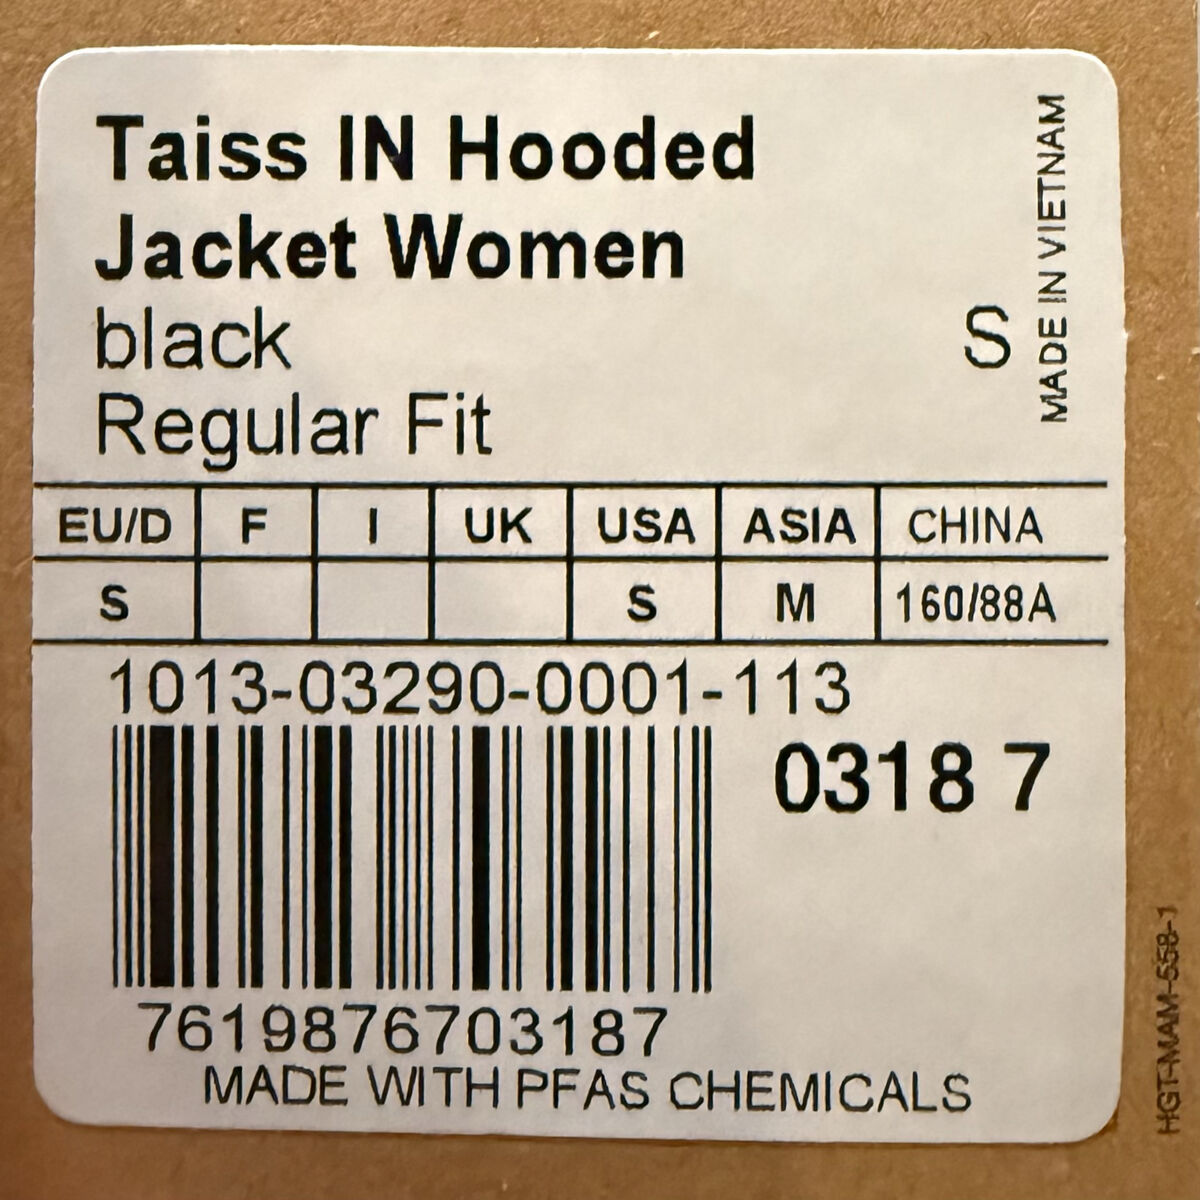 Taiss IN Hooded
Jacket Women
black
Regular Fit
S
MADE IN VIETNAM
EU/D F I UK USA ASIA CHINA
S S M 160/88A
1013-03290-0001-113
0318 7
7619876703187
MADE WITH PFAS CHEMICALS
HGT-MAM-558-1